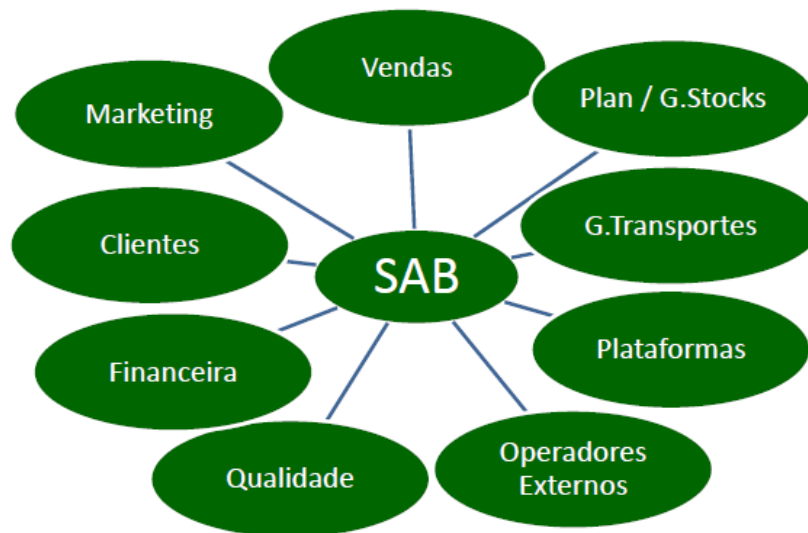 Vendas
Marketing
Plan / G.Stocks
Clientes
G.Transportes
SAB
Financeira
Plataformas
Qualidade
Operadores
Externos